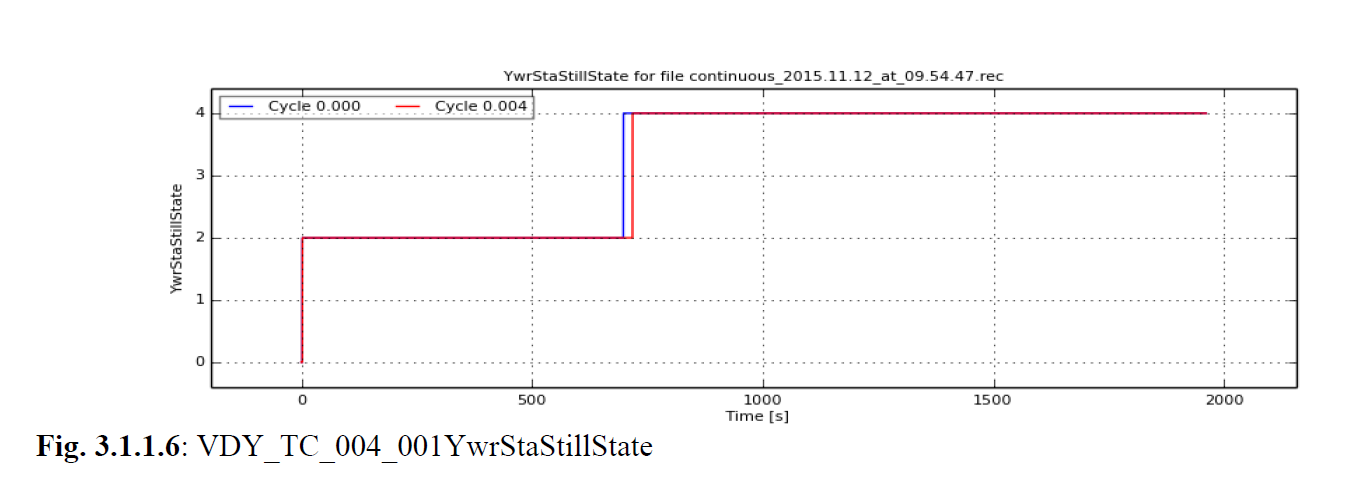 YwrStaStillState for file continuous_2015.11.12_at_09.54.47.rec
Cycle 0.000 Cycle 0.004
4
3
2
1
0
YwrStaStillState
0 500 1000 1500 2000
Time [s]
Fig. 3.1.1.6: VDY_TC_004_001YwrStaStillState